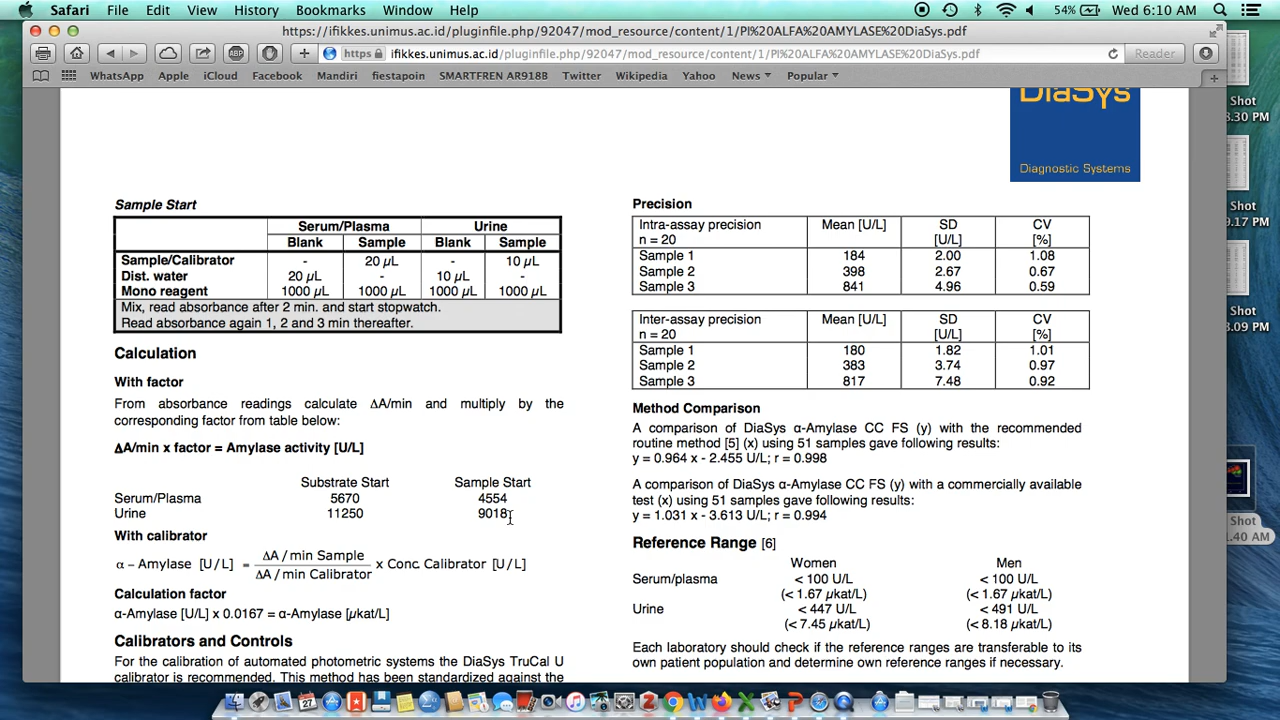 Safari File Edit View History Bookmarks Window Help 54% Wed 6:10 AM
https://ifikkes.unimus.ac.id/pluginfile.php/92047/mod_resource/content/1/PI%20ALFA%20AMYLASE%20DiaSys.pdf
https ifikkes.unimus.ac.id/pluginfile.php/92047/mod_resource/content/1/PI%20ALFA%20AMYLASE%20DiaSys.pdf Reader
WhatsApp Apple iCloud Facebook Mandiri fiestapoin SMARTFREN AR918B Twitter Wikipedia Yahoo News Popular
DiaSys
Diagnostic Systems
Sample Start
Serum/Plasma Urine
Blank Sample Blank Sample
Sample/Calibrator - 20 µL - 10 µL
Dist. water 20 µL - 10 µL -
Mono reagent 1000 µL 1000 µL 1000 µL 1000 µL
Mix, read absorbance after 2 min. and start stopwatch.
Read absorbance again 1, 2 and 3 min thereafter.
Calculation
With factor
From absorbance readings calculate ΔA/min and multiply by the
corresponding factor from table below:
ΔA/min x factor = Amylase activity [U/L]
Substrate Start Sample Start
Serum/Plasma 5670 4554
Urine 11250 9018
With calibrator
α – Amylase [U/L] = ΔA / min Sample / ΔA / min Calibrator x Conc. Calibrator [U/L]
Calculation factor
α-Amylase [U/L] x 0.0167 = α-Amylase [µkat/L]
Calibrators and Controls
For the calibration of automated photometric systems the DiaSys TruCal U
calibrator is recommended. This method has been standardized against the
Precision
Intra-assay precision Mean [U/L] SD CV
n = 20 [U/L] [%]
Sample 1 184 2.00 1.08
Sample 2 398 2.67 0.67
Sample 3 841 4.96 0.59
Inter-assay precision Mean [U/L] SD CV
n = 20 [U/L] [%]
Sample 1 180 1.82 1.01
Sample 2 383 3.74 0.97
Sample 3 817 7.48 0.92
Method Comparison
A comparison of DiaSys α-Amylase CC FS (y) with the recommended
routine method [5] (x) using 51 samples gave following results:
y = 0.964 x - 2.455 U/L; r = 0.998
A comparison of DiaSys α-Amylase CC FS (y) with a commercially available
test (x) using 51 samples gave following results:
y = 1.031 x - 3.613 U/L; r = 0.994
Reference Range [6]
Women Men
Serum/plasma < 100 U/L < 100 U/L
(< 1.67 µkat/L) (< 1.67 µkat/L)
Urine < 447 U/L < 491 U/L
(< 7.45 µkat/L) (< 8.18 µkat/L)
Each laboratory should check if the reference ranges are transferable to its
own patient population and determine own reference ranges if necessary.
Shot
8.30 PM
Shot
9.17 PM
Shot
8.09 PM
Shot
1.40 AM